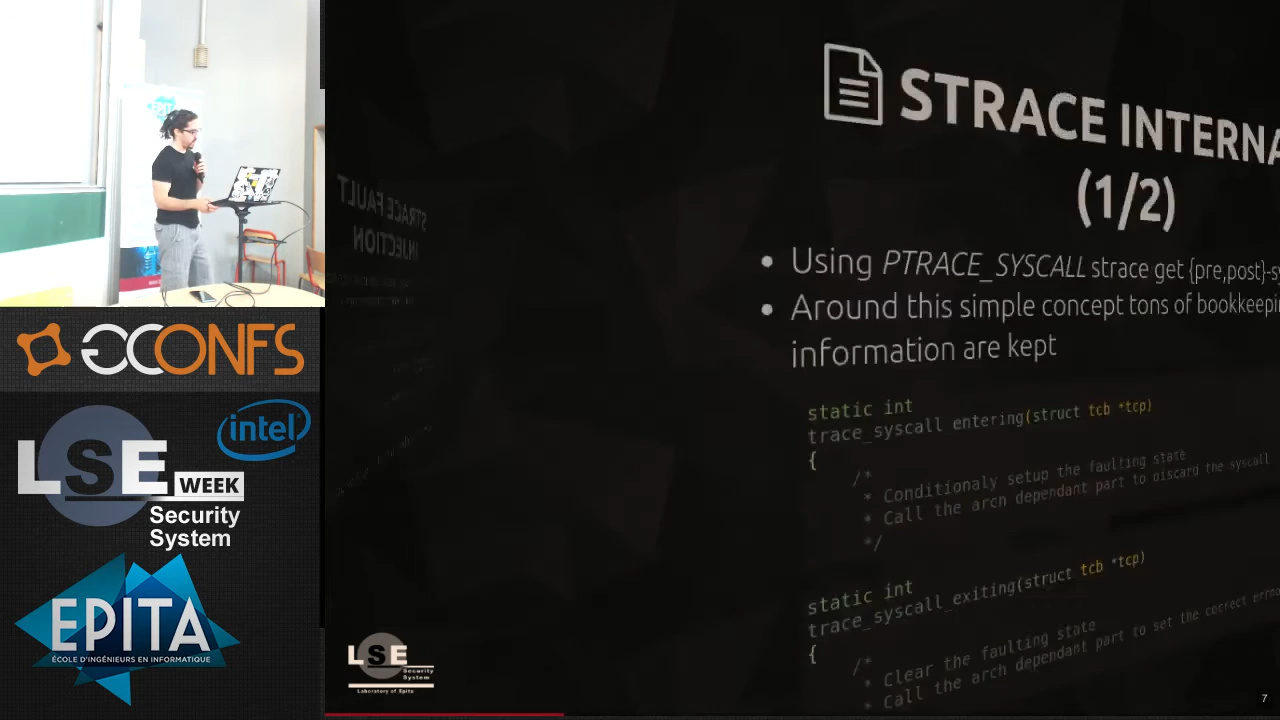 EPITA
GCONFS
LSE
WEEK
Security
System
intel
EPITA
ÉCOLE D'INGÉNIEURS EN INFORMATIQUE
STRACE FAULT
INJECTION
STRACE INTERNA
(1/2)
• Using PTRACE_SYSCALL strace get {pre,post}-s
• Around this simple concept tons of bookkeepin
information are kept
static int
trace_syscall_entering(struct tcb *tcp)
{
/*
* Conditionaly setup the faulting state
* Call the arch dependant part to discard the syscall
*/
static int
trace_syscall_exiting(struct tcb *tcp)
{
/*
* Clear the faulting state
* Call the arch dependant part to set the correct errno
LSE
Security
System
Laboratory of Epita
7